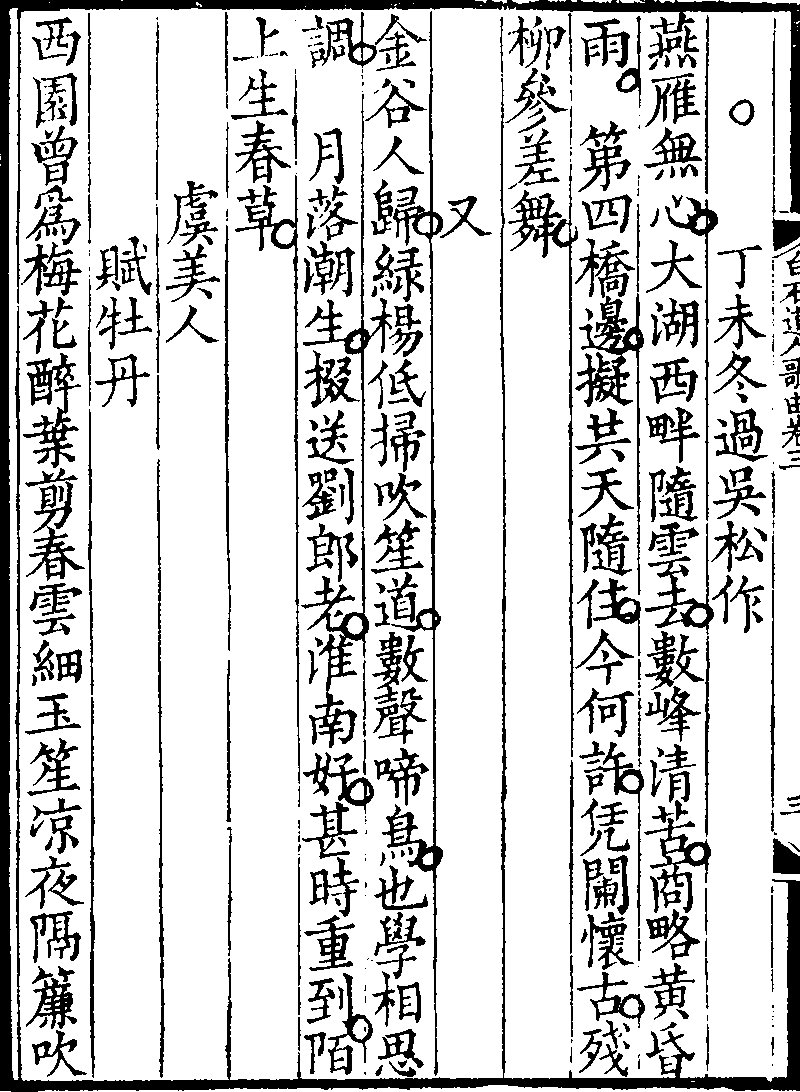 白石道人歌曲卷三
三
丁未冬過吳松作
燕雁無心大湖西畔隨雲去數峰清苦商略黃昏
雨　第四橋邊擬共天隨住今何許凭闌懷古殘
柳參差舞
又
金谷人歸綠楊低掃吹笙道數聲啼鳥也學相思
調　月落潮生掇送劉郎老淮南好甚時重到陌
上生春草
虞美人
賦牡丹
西園曾爲梅花醉葉剪春雲細玉笙凉夜隔簾吹